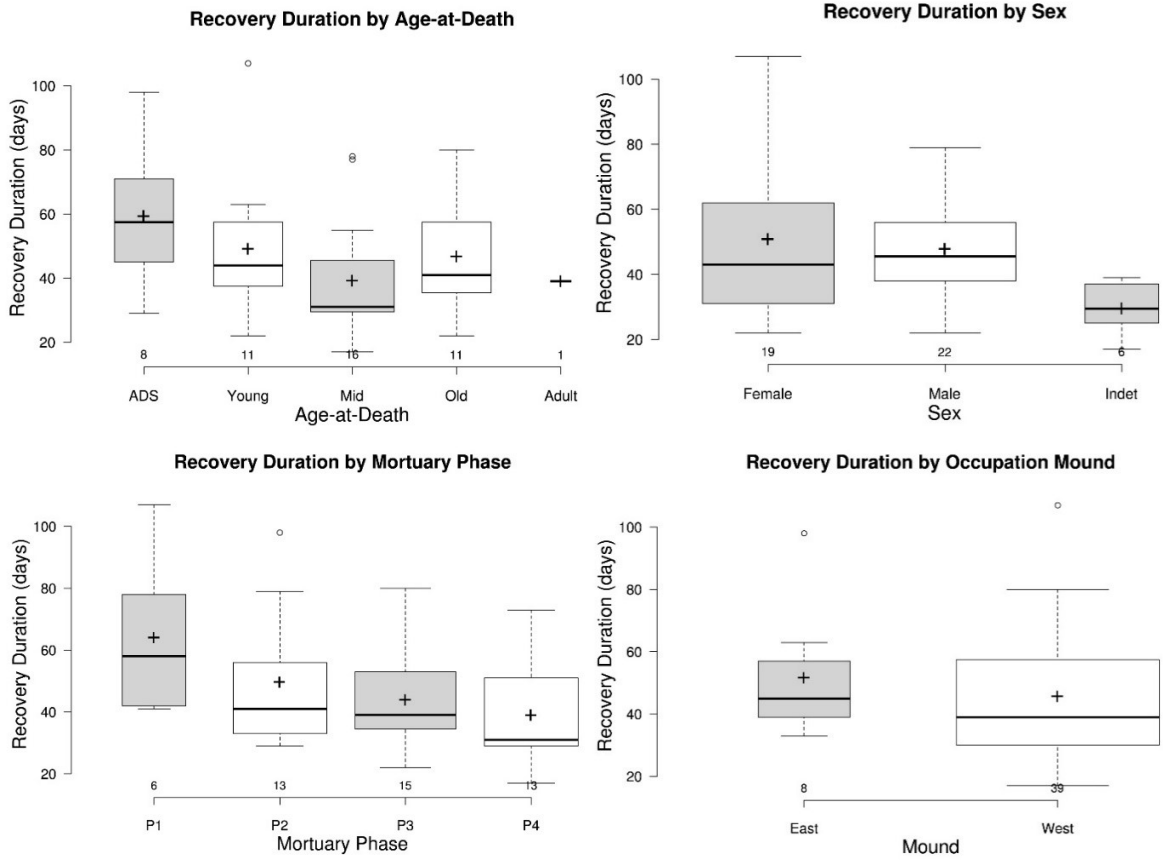 Recovery Duration by Age-at-Death
Recovery Duration (days)
100
80
60
40
20
8 11 16 11 1
ADS Young Mid Old Adult
Age-at-Death
Recovery Duration by Sex
Recovery Duration (days)
100
80
60
40
20
19 22 6
Female Male Indet
Sex
Recovery Duration by Mortuary Phase
Recovery Duration (days)
100
80
60
40
20
6 13 15 13
P1 P2 P3 P4
Mortuary Phase
Recovery Duration by Occupation Mound
Recovery Duration (days)
100
80
60
40
20
8 39
East West
Mound